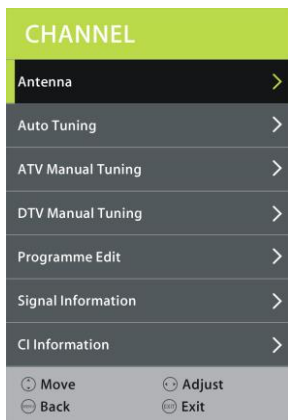 CHANNEL
Antenna
Auto Tuning
ATV Manual Tuning
DTV Manual Tuning
Programme Edit
Signal Information
CI Information
Move Adjust
Back EXIT Exit